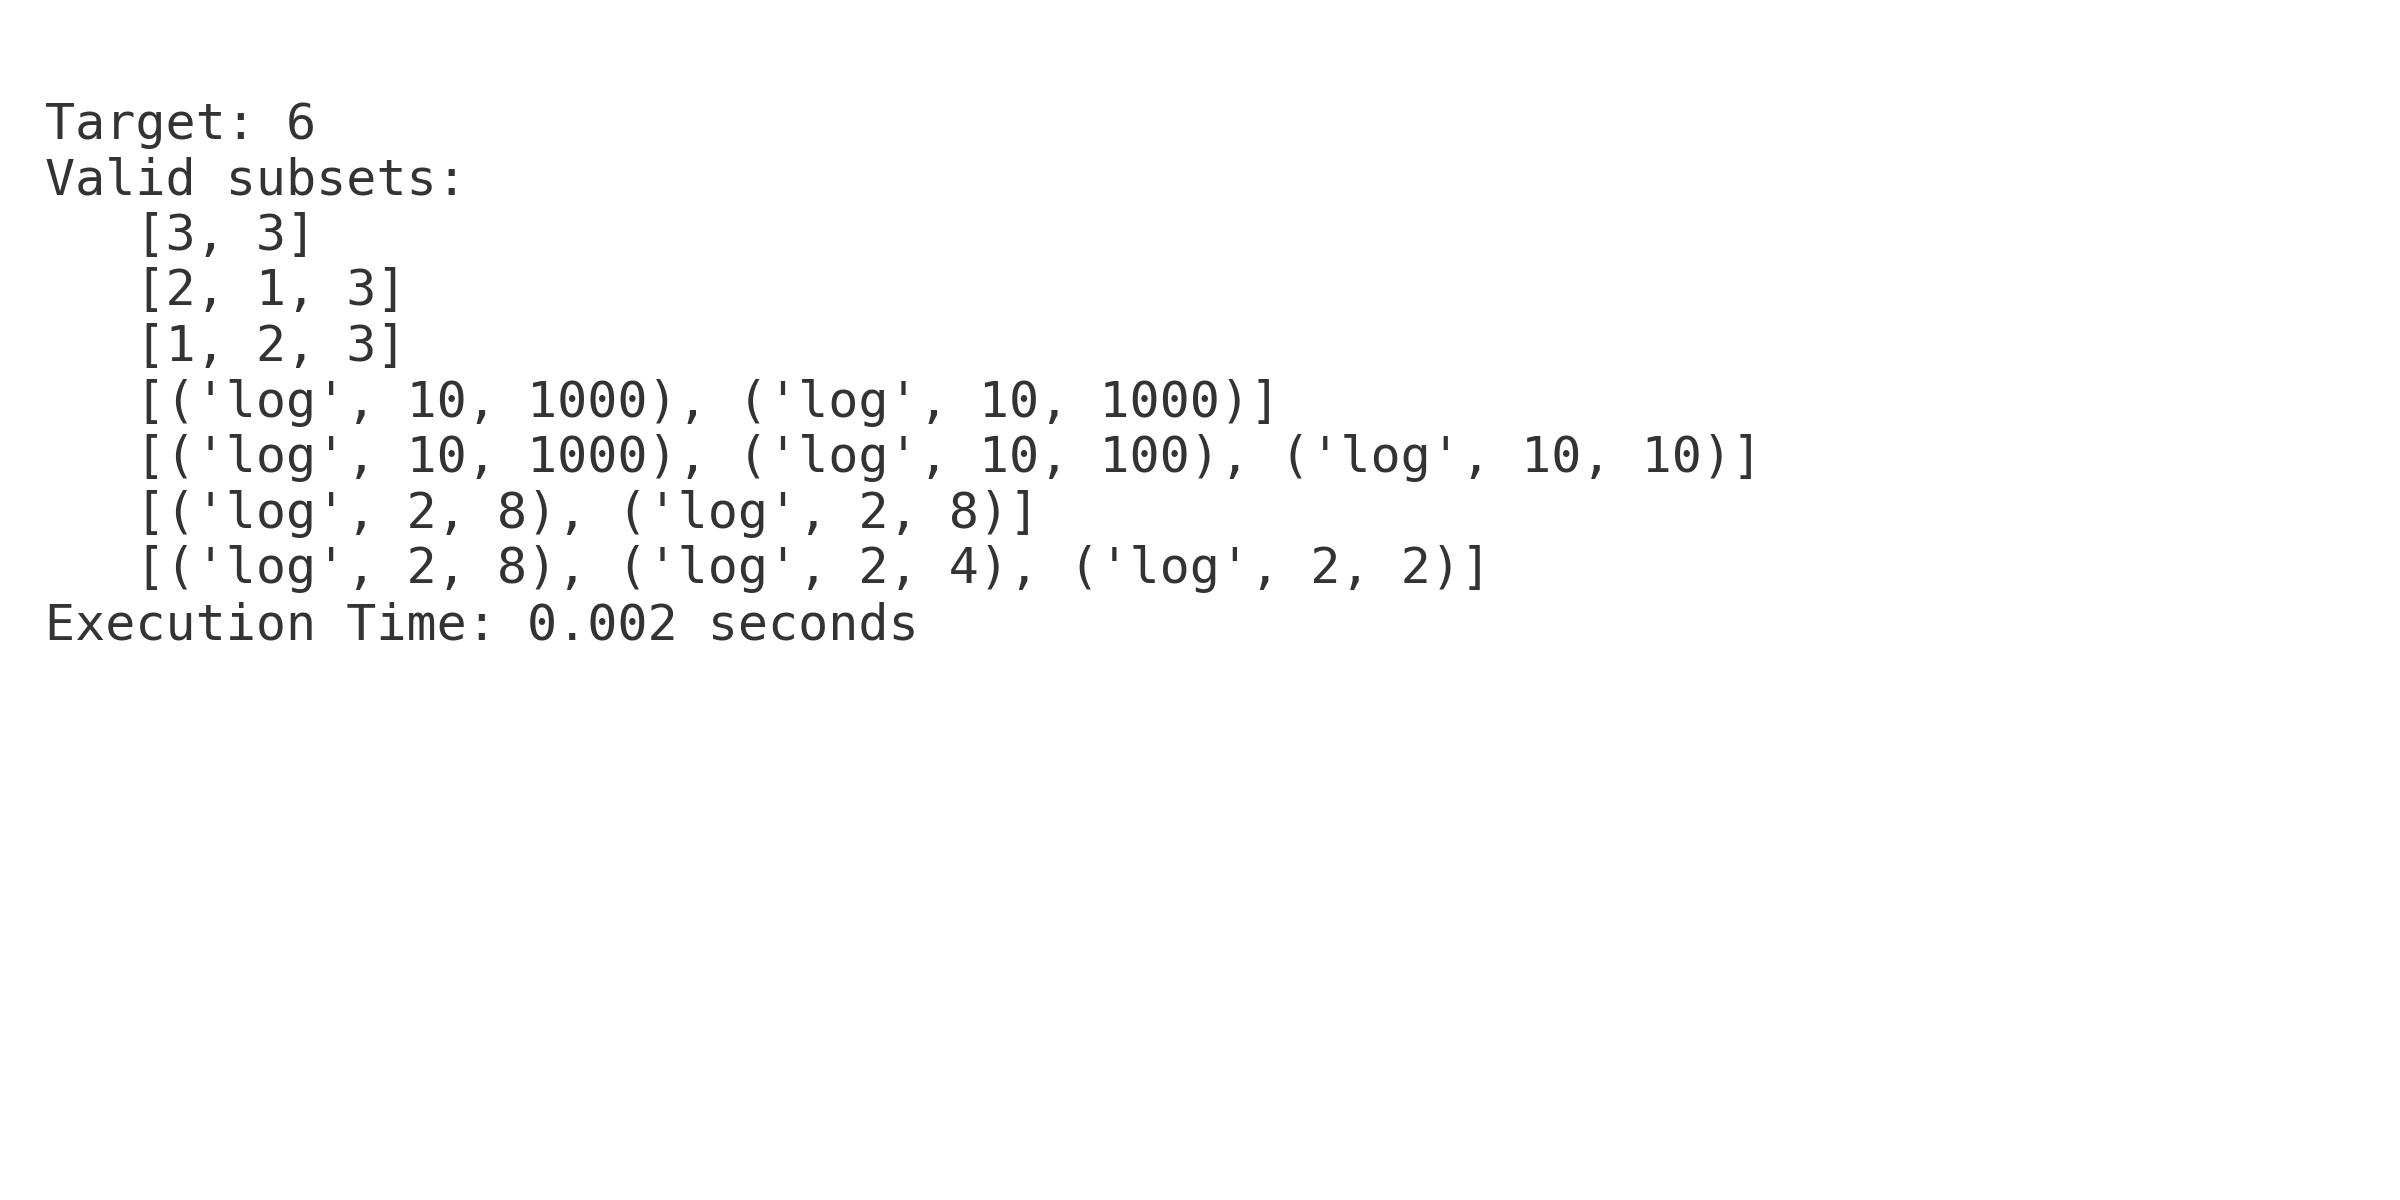 Target: 6
Valid subsets:
   [3, 3]
   [2, 1, 3]
   [1, 2, 3]
   [('log', 10, 1000), ('log', 10, 1000)]
   [('log', 10, 1000), ('log', 10, 100), ('log', 10, 10)]
   [('log', 2, 8), ('log', 2, 8)]
   [('log', 2, 8), ('log', 2, 4), ('log', 2, 2)]
Execution Time: 0.002 seconds